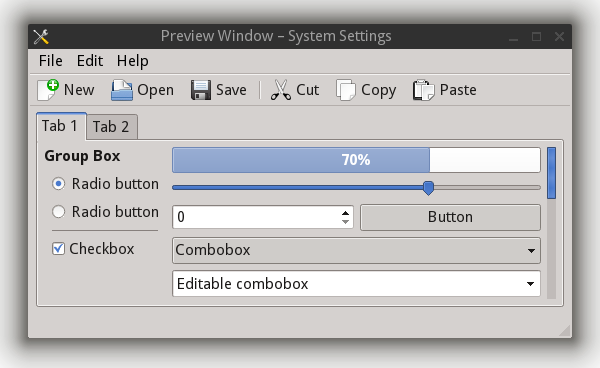 Preview Window – System Settings
File Edit Help
New Open Save Cut Copy Paste
Tab 1 Tab 2
Group Box
70%
Radio button
Radio button
0
Button
Checkbox
Combobox
Editable combobox